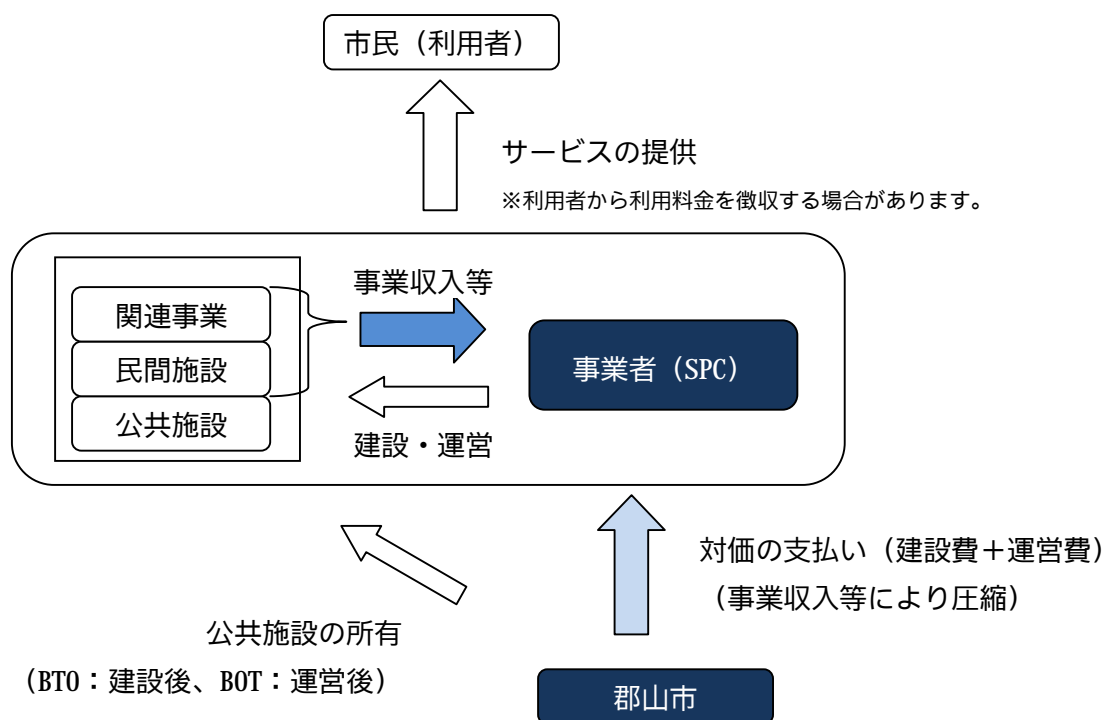 市民（利用者）
サービスの提供
※利用者から利用料金を徴収する場合があります。
事業収入等
関連事業
民間施設
公共施設
事業者（SPC）
建設・運営
対価の支払い（建設費＋運営費）
（事業収入等により圧縮）
公共施設の所有
（BTO：建設後、BOT：運営後）
郡山市